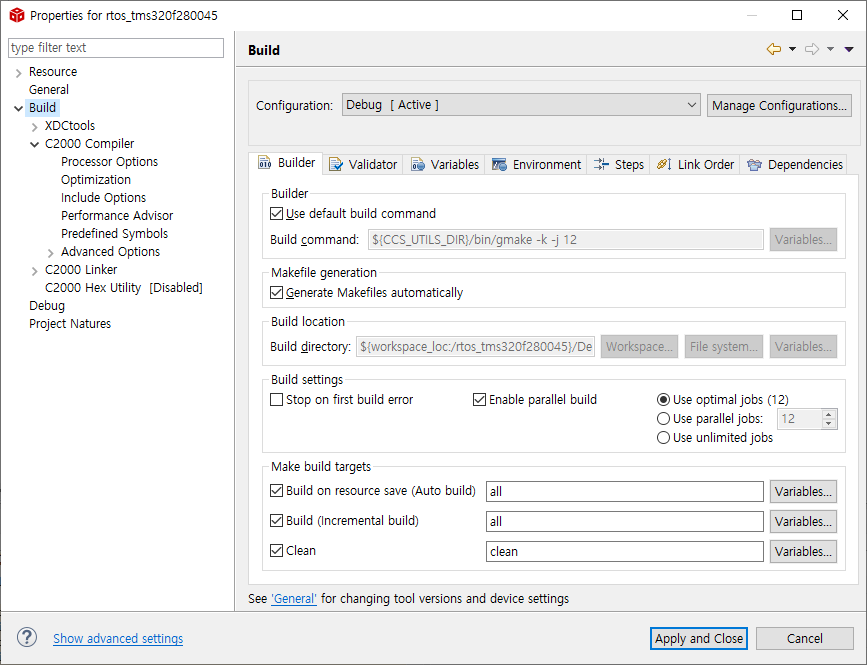 Properties for rtos_tms320f280045
type filter text
Resource
General
Build
XDCtools
C2000 Compiler
Processor Options
Optimization
Include Options
Performance Advisor
Predefined Symbols
Advanced Options
C2000 Linker
C2000 Hex Utility [Disabled]
Debug
Project Natures
Build
Configuration: Debug [ Active ] Manage Configurations...
Builder Validator Variables Environment Steps Link Order Dependencies
Builder
Use default build command
Build command: ${CCS_UTILS_DIR}/bin/gmake -k -j 12 Variables...
Makefile generation
Generate Makefiles automatically
Build location
Build directory: ${workspace_loc:/rtos_tms320f280045}/De Workspace... File system... Variables...
Build settings
Stop on first build error Enable parallel build Use optimal jobs (12)
Use parallel jobs: 12
Use unlimited jobs
Make build targets
Build on resource save (Auto build) all Variables...
Build (Incremental build) all Variables...
Clean clean Variables...
See 'General' for changing tool versions and device settings
? Show advanced settings Apply and Close Cancel